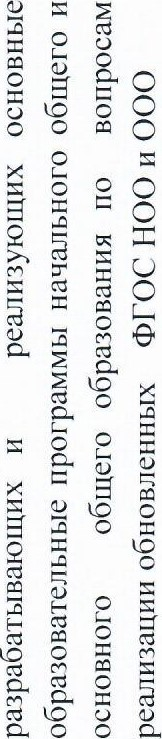 разрабатывающих и реализующих основные
образовательные программы начального общего и
основного общего образования по вопросам
реализации обновленных ФГОС НОО и ООО